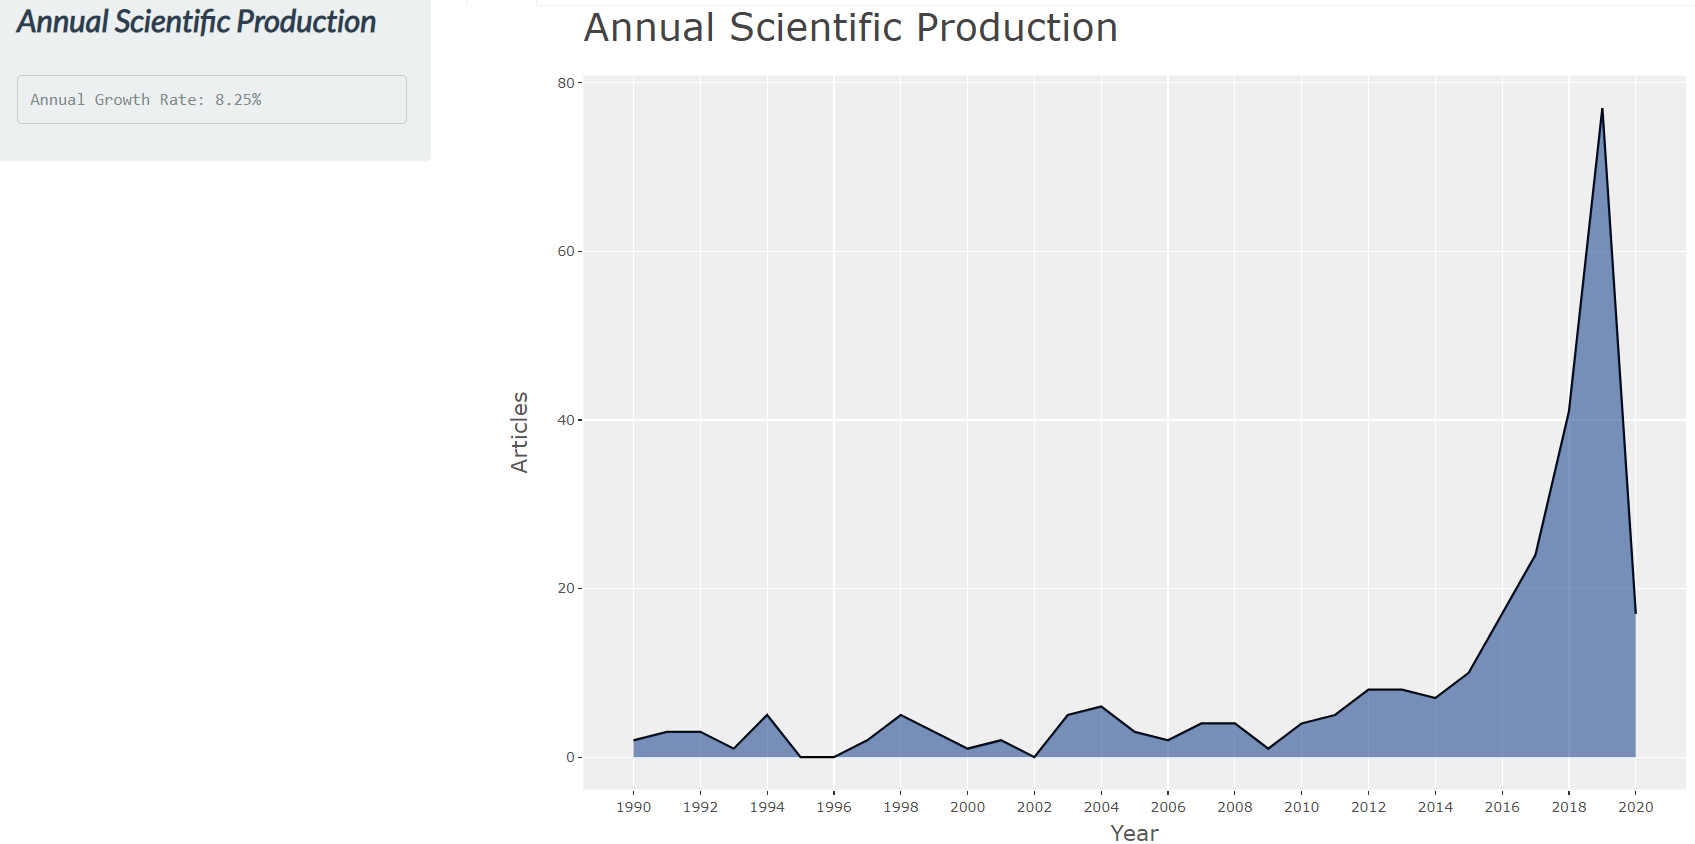 Annual Scientific Production
Annual Growth Rate: 8.25%
Annual Scientific Production
80
60
40
20
0
Articles
1990 1992 1994 1996 1998 2000 2002 2004 2006 2008 2010 2012 2014 2016 2018 2020
Year